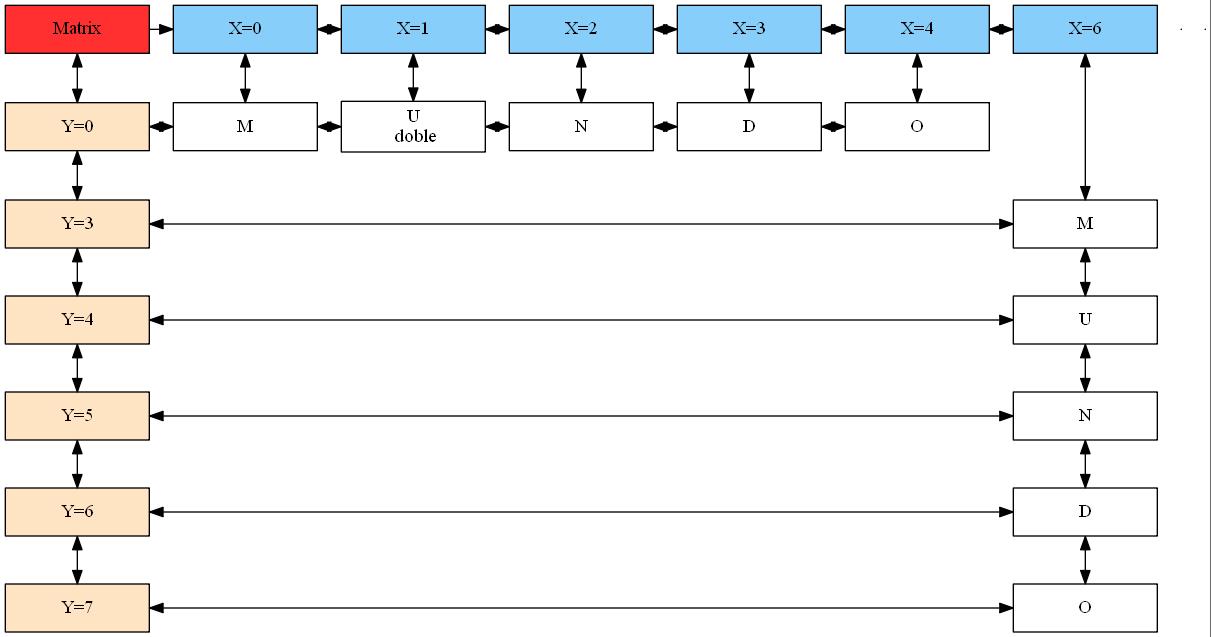 Matrix
X=0
X=1
X=2
X=3
X=4
X=6
Y=0
M
U
doble
N
D
O
Y=3
M
Y=4
U
Y=5
N
Y=6
D
Y=7
O